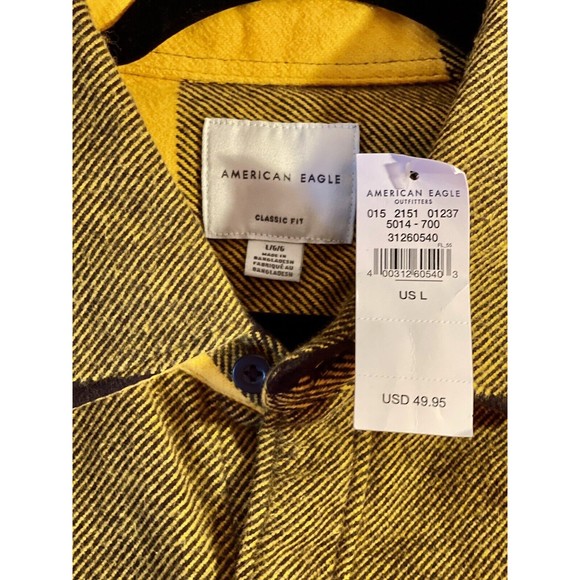 AMERICAN EAGLE
CLASSIC FIT
L/G/G
MADE IN
BANGLADESH
FABRIQUÉ AU
BANGLADESH
AMERICAN EAGLE
OUTFITTERS
015 2151 01237
5014 - 700
31260540
FL_55
4 00312 60540 3
US L
USD 49.95